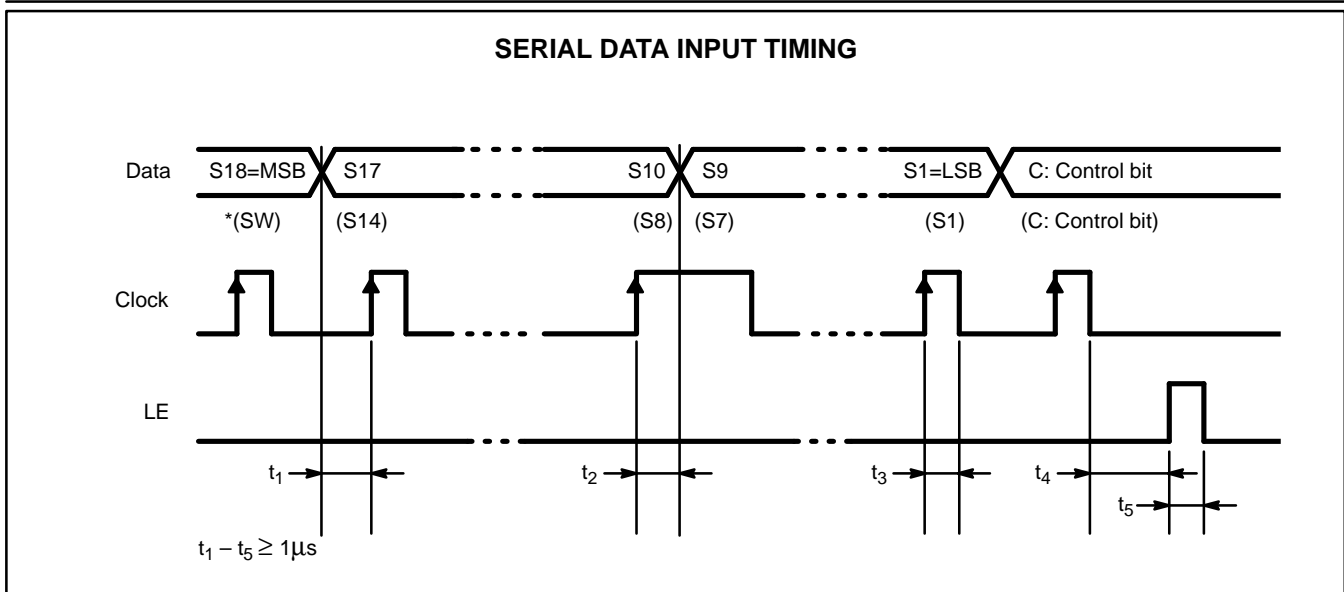 SERIAL DATA INPUT TIMING
Data S18=MSB S17 S10 S9 S1=LSB C: Control bit
*(SW) (S14) (S8) (S7) (S1) (C: Control bit)
Clock
LE
t1 t2 t3 t4
t5
t1 – t5 ≥ 1μs